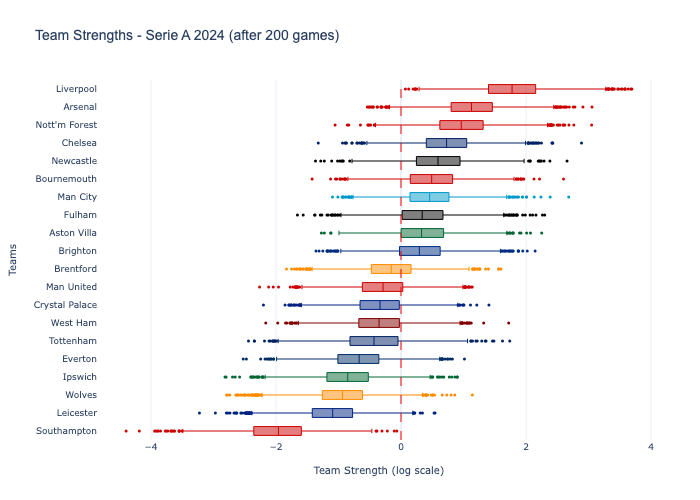 Team Strengths - Serie A 2024 (after 200 games)
Liverpool
Arsenal
Nott'm Forest
Chelsea
Newcastle
Bournemouth
Man City
Fulham
Aston Villa
Brighton
Brentford
Man United
Crystal Palace
West Ham
Tottenham
Everton
Ipswich
Wolves
Leicester
Southampton
Teams
−4
−2
0
2
4
Team Strength (log scale)